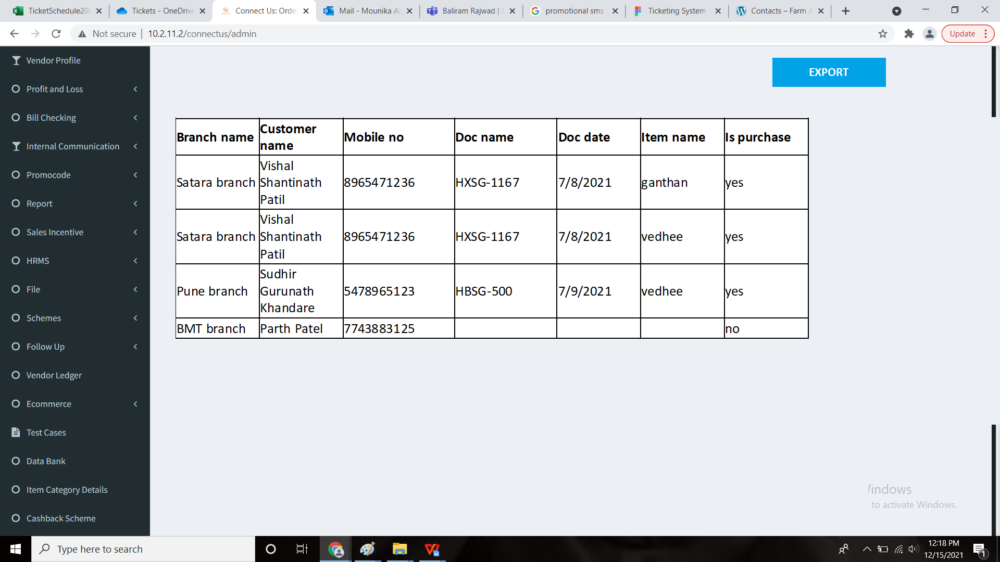 TicketSchedule20
Tickets - OneDrive
Connect Us: Orde
Mail - Mounika A
Baliram Rajwad |
promotional sms
Ticketing System
Contacts – Farm A
Not secure
10.2.11.2/connectus/admin
Update
Vendor Profile
Profit and Loss
Bill Checking
Internal Communication
Promocode
Report
Sales Incentive
HRMS
File
Schemes
Follow Up
Vendor Ledger
Ecommerce
Test Cases
Data Bank
Item Category Details
Cashback Scheme
EXPORT
Branch name Customer name Mobile no Doc name Doc date Item name Is purchase
Satara branch Vishal Shantinath Patil 8965471236 HXSG-1167 7/8/2021 ganthan yes
Satara branch Vishal Shantinath Patil 8965471236 HXSG-1167 7/8/2021 vedhee yes
Pune branch Sudhir Gurunath Khandare 5478965123 HBSG-500 7/9/2021 vedhee yes
BMT branch Parth Patel 7743883125 no
indows
to activate Windows.
Type here to search
12:18 PM
12/15/2021
1